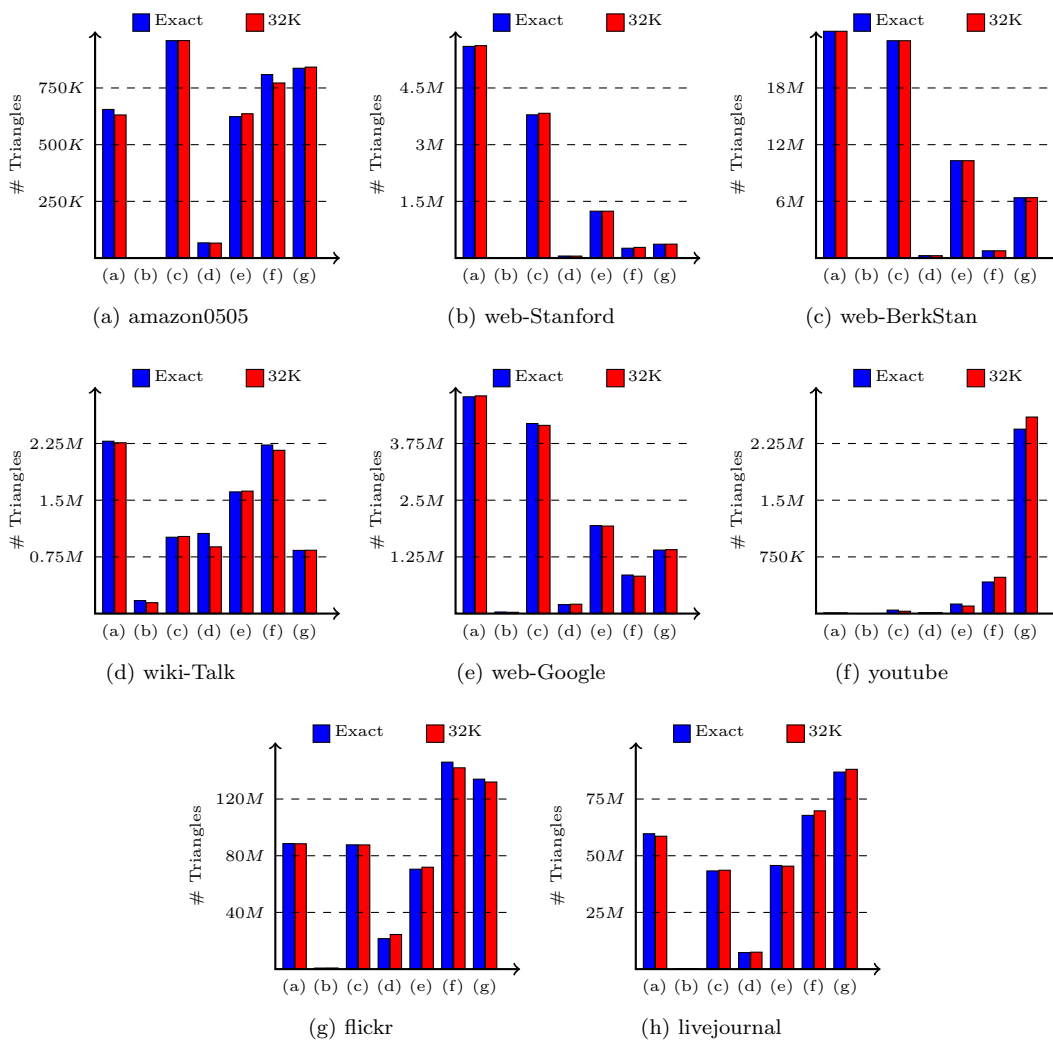 Exact 32K
# Triangles
750K
500K
250K
(a) (b) (c) (d) (e) (f) (g)
(a) amazon0505
Exact 32K
# Triangles
4.5M
3M
1.5M
(a) (b) (c) (d) (e) (f) (g)
(b) web-Stanford
Exact 32K
# Triangles
18M
12M
6M
(a) (b) (c) (d) (e) (f) (g)
(c) web-BerkStan
Exact 32K
# Triangles
2.25M
1.5M
0.75M
(a) (b) (c) (d) (e) (f) (g)
(d) wiki-Talk
Exact 32K
# Triangles
3.75M
2.5M
1.25M
(a) (b) (c) (d) (e) (f) (g)
(e) web-Google
Exact 32K
# Triangles
2.25M
1.5M
750K
(a) (b) (c) (d) (e) (f) (g)
(f) youtube
Exact 32K
# Triangles
120M
80M
40M
(a) (b) (c) (d) (e) (f) (g)
(g) flickr
Exact 32K
# Triangles
75M
50M
25M
(a) (b) (c) (d) (e) (f) (g)
(h) livejournal